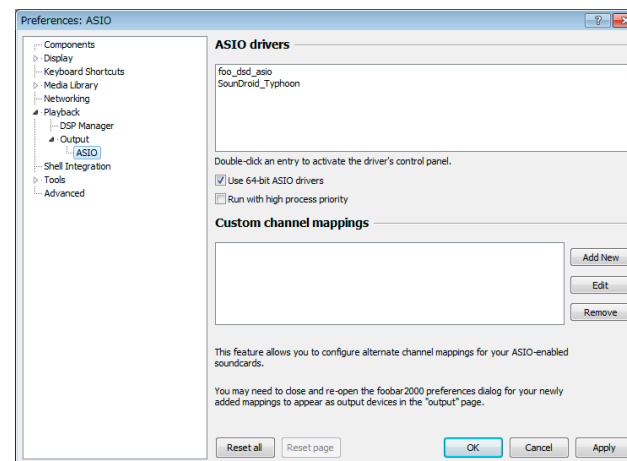 Preferences: ASIO
Components
Display
Keyboard Shortcuts
Media Library
Networking
Playback
DSP Manager
Output
ASIO
Shell Integration
Tools
Advanced
ASIO drivers
foo_dsd_asio
SounDroid_Typhoon
Double-click an entry to activate the driver's control panel.
Use 64-bit ASIO drivers
Run with high process priority
Custom channel mappings
Add New
Edit
Remove
This feature allows you to configure alternate channel mappings for your ASIO-enabled
soundcards.
You may need to close and re-open the foobar2000 preferences dialog for your newly
added mappings to appear as output devices in the "output" page.
Reset all
Reset page
OK
Cancel
Apply